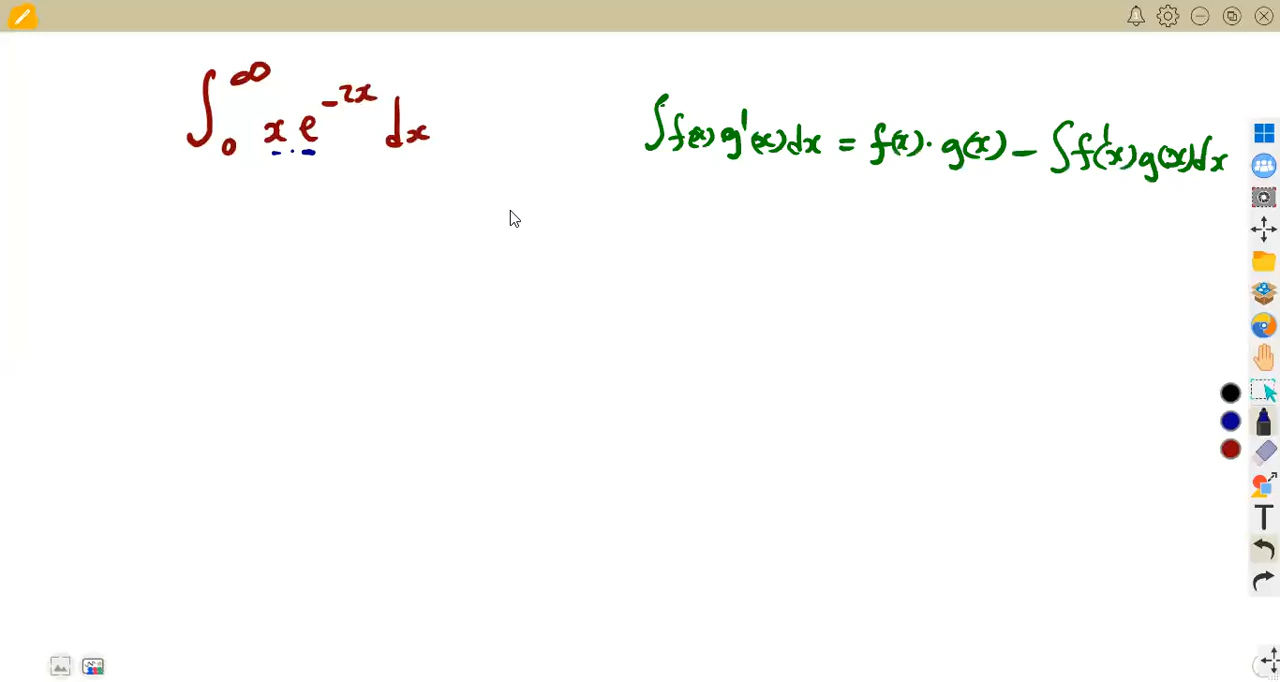 ∫₀^∞ x e^{-2x} dx
∫f(x) g'(x)dx = f(x)·g(x) − ∫f'(x)g(x)dx
T